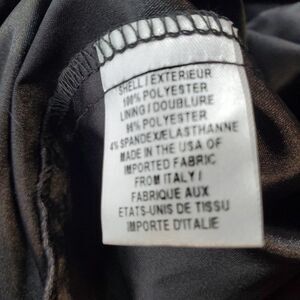 SHELL/EXTERIEUR
100% POLYESTER
LINING/DOUBLURE
96% POLYESTER
4% SPANDEX/ELASTHANNE
MADE IN THE USA OF
IMPORTED FABRIC
FROM ITALY/
FABRIQUE AUX
ETATS-UNIS DE TISSU
IMPORTE D'ITALIE